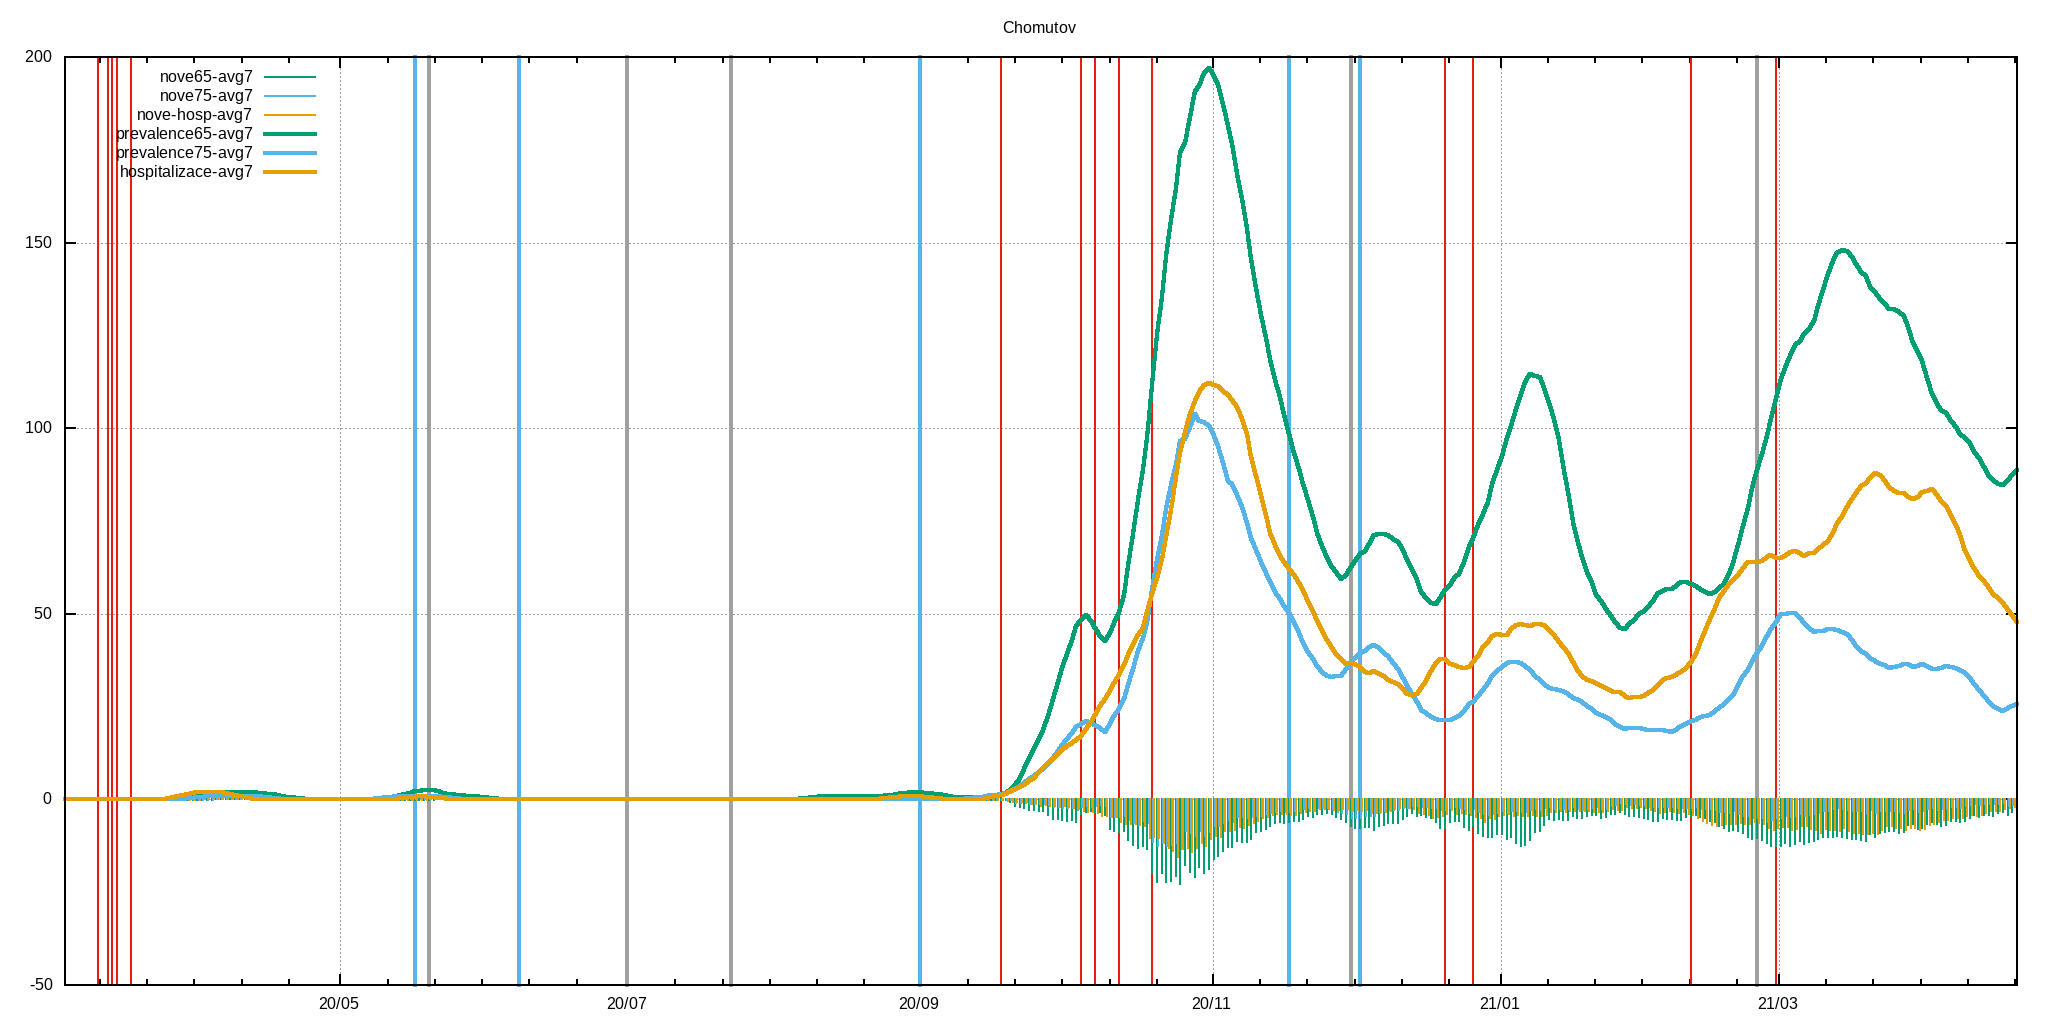 Chomutov
200
150
100
50
0
-50
nove65-avg7
nove75-avg7
nove-hosp-avg7
prevalence65-avg7
prevalence75-avg7
hospitalizace-avg7
20/05
20/07
20/09
20/11
21/01
21/03